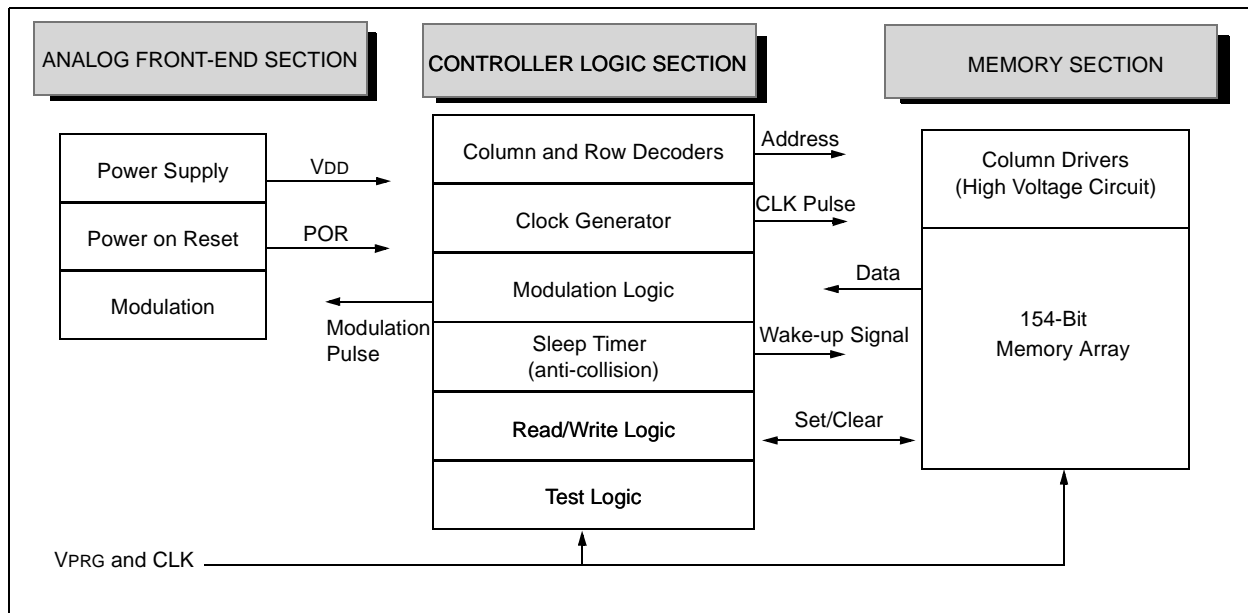 ANALOG FRONT-END SECTION
CONTROLLER LOGIC SECTION
MEMORY SECTION
Power Supply
VDD
Power on Reset
POR
Modulation
Modulation
Pulse
Column and Row Decoders
Address
Clock Generator
CLK Pulse
Modulation Logic
Data
Sleep Timer
(anti-collision)
Wake-up Signal
Read/Write Logic
Set/Clear
Test Logic
Column Drivers
(High Voltage Circuit)
154-Bit
Memory Array
VPRG and CLK